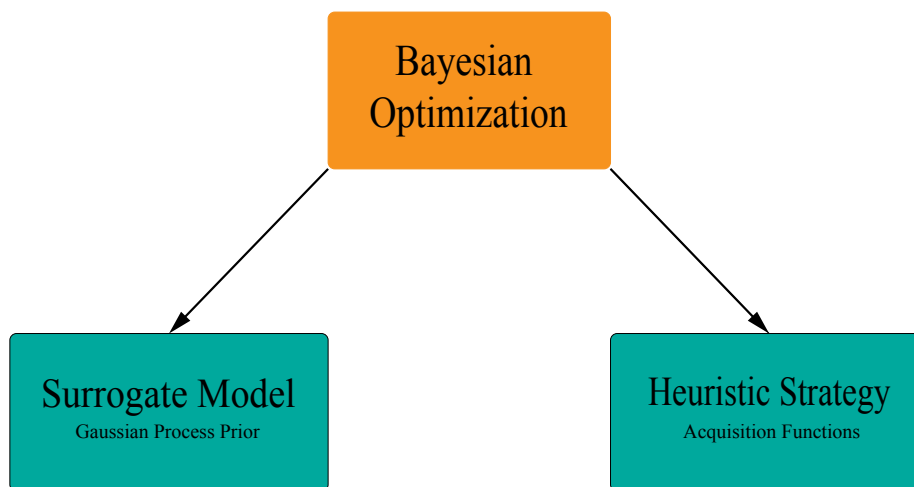 Bayesian
Optimization
Surrogate Model
Gaussian Process Prior
Heuristic Strategy
Acquisition Functions